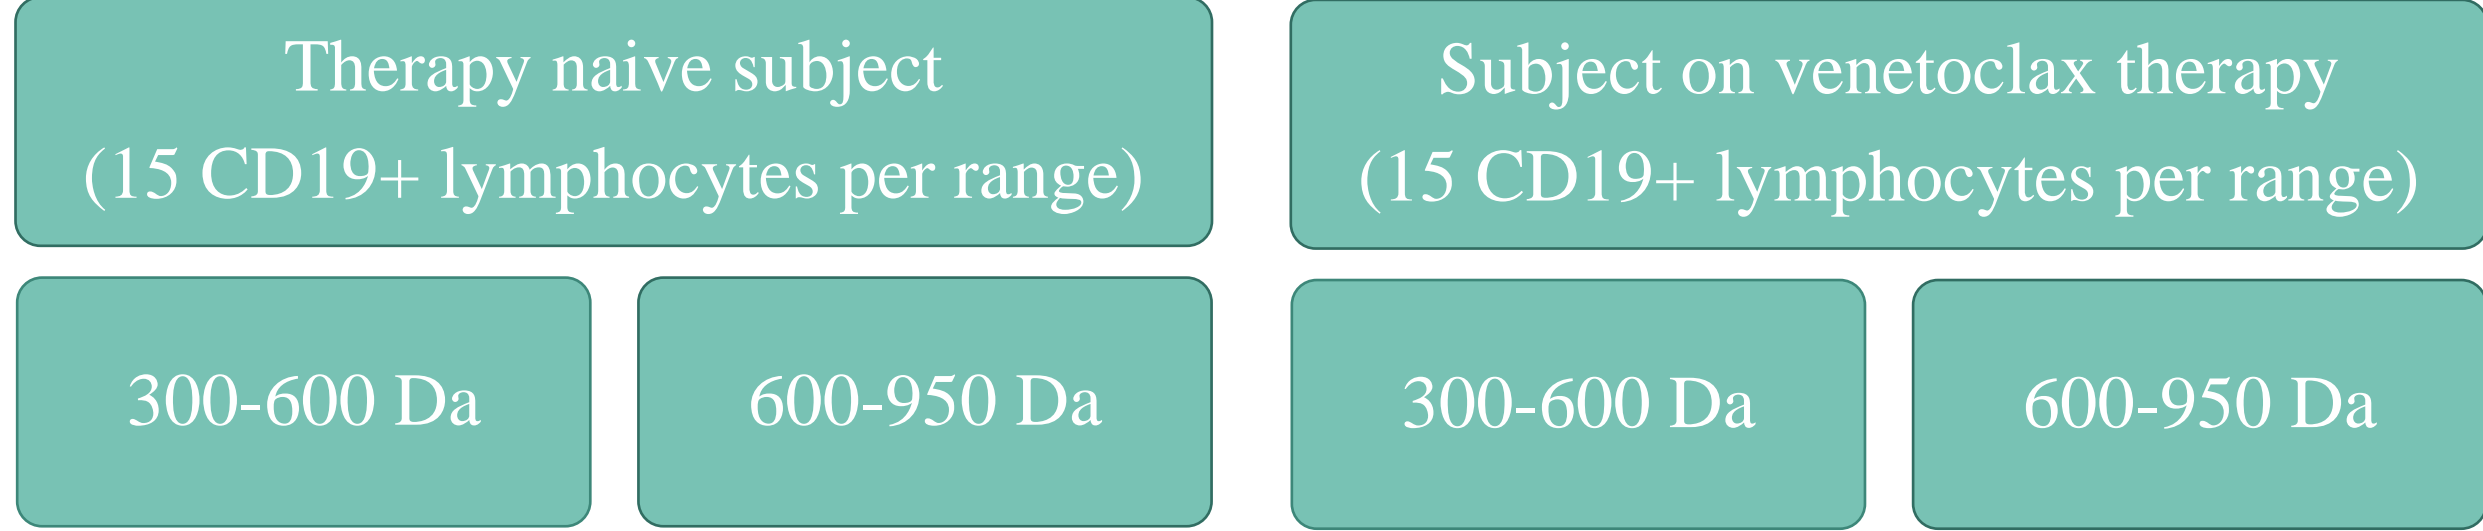 Therapy naive subject
(15 CD19+ lymphocytes per range)
300-600 Da
600-950 Da
Subject on venetoclax therapy
(15 CD19+ lymphocytes per range)
300-600 Da
600-950 Da